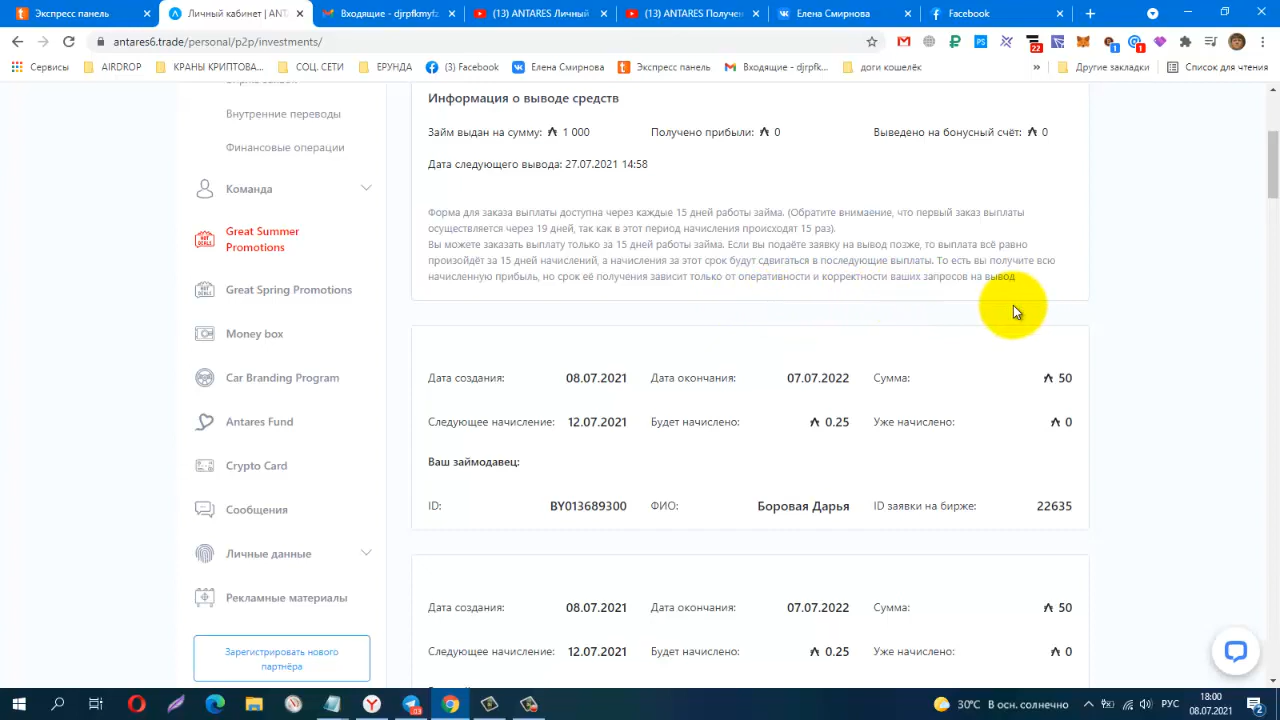 Экспресс панель
Личный кабинет | ANT
Входящие - djrpfkmyfz
(13) ANTARES Личный
(13) ANTARES Получен
Елена Смирнова
Facebook
antares6.trade/personal/p2p/investments/
22
1
1
Сервисы
AIRDROP
КРАНЫ КРИПТОВА...
СОЦ. СЕТИ
ЕРУНДА
(3) Facebook
Елена Смирнова
Экспресс панель
Входящие - djrpfk...
доги кошелёк
»
Другие закладки
Список для чтения
Внутренние переводы
Финансовые операции
Команда
Great Summer
Promotions
Great Spring Promotions
Money box
Car Branding Program
Antares Fund
Crypto Card
Сообщения
Личные данные
Рекламные материалы
Зарегистрировать нового
партнёра
Информация о выводе средств
Займ выдан на сумму: 1 000 Получено прибыли: 0 Выведено на бонусный счёт: 0
Дата следующего вывода: 27.07.2021 14:58
Форма для заказа выплаты доступна через каждые 15 дней работы займа. (Обратите внимание, что первый заказ выплаты
осуществляется через 19 дней, так как в этот период начисления происходят 15 раз).
Вы можете заказать выплату только за 15 дней работы займа. Если вы подаёте заявку на вывод позже, то выплата всё равно
произойдёт за 15 дней начислений, а начисления за этот срок будут сдвигаться в последующие выплаты. То есть вы получите всю
начисленную прибыль, но срок её получения зависит только от оперативности и корректности ваших запросов на вывод
Дата создания: 08.07.2021 Дата окончания: 07.07.2022 Сумма: 50
Следующее начисление: 12.07.2021 Будет начислено: 0.25 Уже начислено: 0
Ваш займодавец:
ID: BY013689300 ФИО: Боровая Дарья ID заявки на бирже: 22635
Дата создания: 08.07.2021 Дата окончания: 07.07.2022 Сумма: 50
Следующее начисление: 12.07.2021 Будет начислено: 0.25 Уже начислено: 0
30°C В осн. солнечно
РУС
18:00
08.07.2021
2